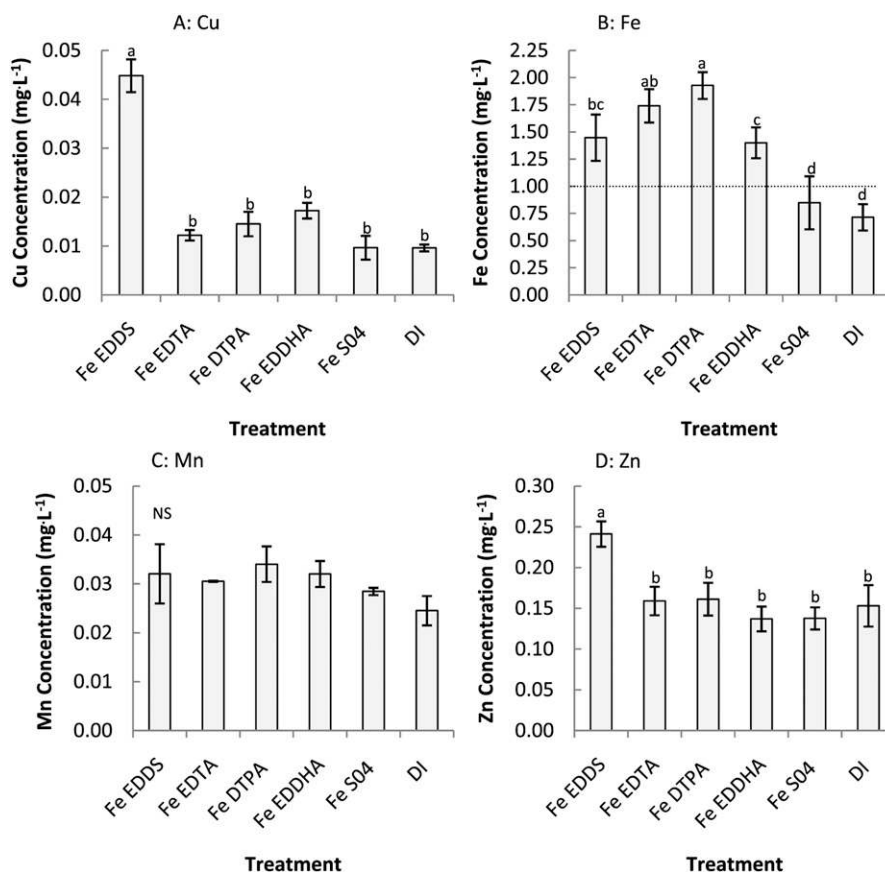 A: Cu
Cu Concentration (mg·L-1)
0.05
0.04
0.03
0.02
0.01
0.00
a
b
b
b
b
b
Fe EDDS
Fe EDTA
Fe DTPA
Fe EDDHA
Fe S04
DI
Treatment
B: Fe
Fe Concentration (mg·L-1)
2.25
2.00
1.75
1.50
1.25
1.00
0.75
0.50
0.25
0.00
bc
ab
a
c
d
d
Fe EDDS
Fe EDTA
Fe DTPA
Fe EDDHA
Fe S04
DI
Treatment
C: Mn
Mn Concentration (mg·L-1)
0.05
0.04
0.03
0.02
0.01
0.00
NS
Fe EDDS
Fe EDTA
Fe DTPA
Fe EDDHA
Fe S04
DI
Treatment
D: Zn
Zn Concentration (mg·L-1)
0.30
0.25
0.20
0.15
0.10
0.05
0.00
a
b
b
b
b
b
Fe EDDS
Fe EDTA
Fe DTPA
Fe EDDHA
Fe S04
DI
Treatment